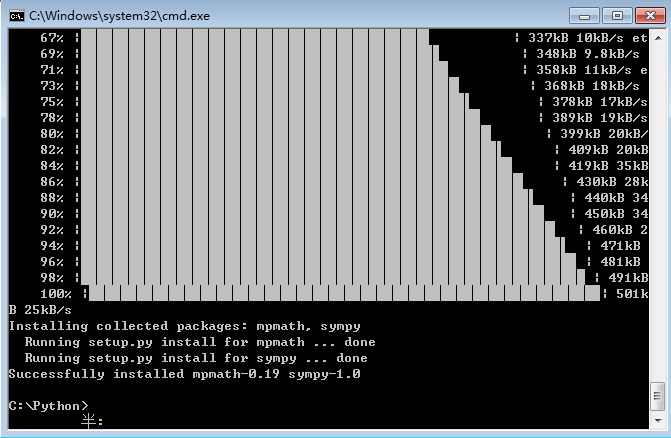 C:\Windows\system32\cmd.exe
67% | 337kB 10kB/s et
69% | 348kB 9.8kB/s
71% | 358kB 11kB/s e
73% | 368kB 18kB/s
75% | 378kB 17kB/s
78% | 389kB 19kB/s
80% | 399kB 20kB/
82% | 409kB 20kB
84% | 419kB 35kB
86% | 430kB 28k
88% | 440kB 34
90% | 450kB 34
92% | 460kB 2
94% | 471kB
96% | 481kB
98% | 491kB
100% | 501k
B 25kB/s
Installing collected packages: mpmath, sympy
Running setup.py install for mpmath ... done
Running setup.py install for sympy ... done
Successfully installed mpmath-0.19 sympy-1.0
C:\Python>
半: